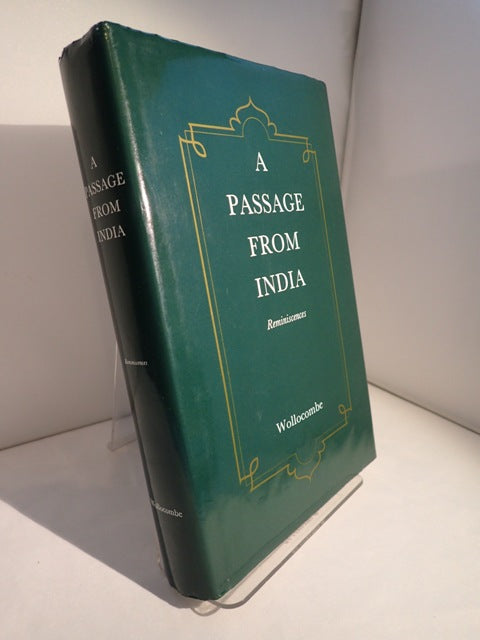 A
PASSAGE
FROM
INDIA
Reminiscences
Wollocombe
A
PASSAGE
FROM
INDIA
Reminiscences
Wollocombe